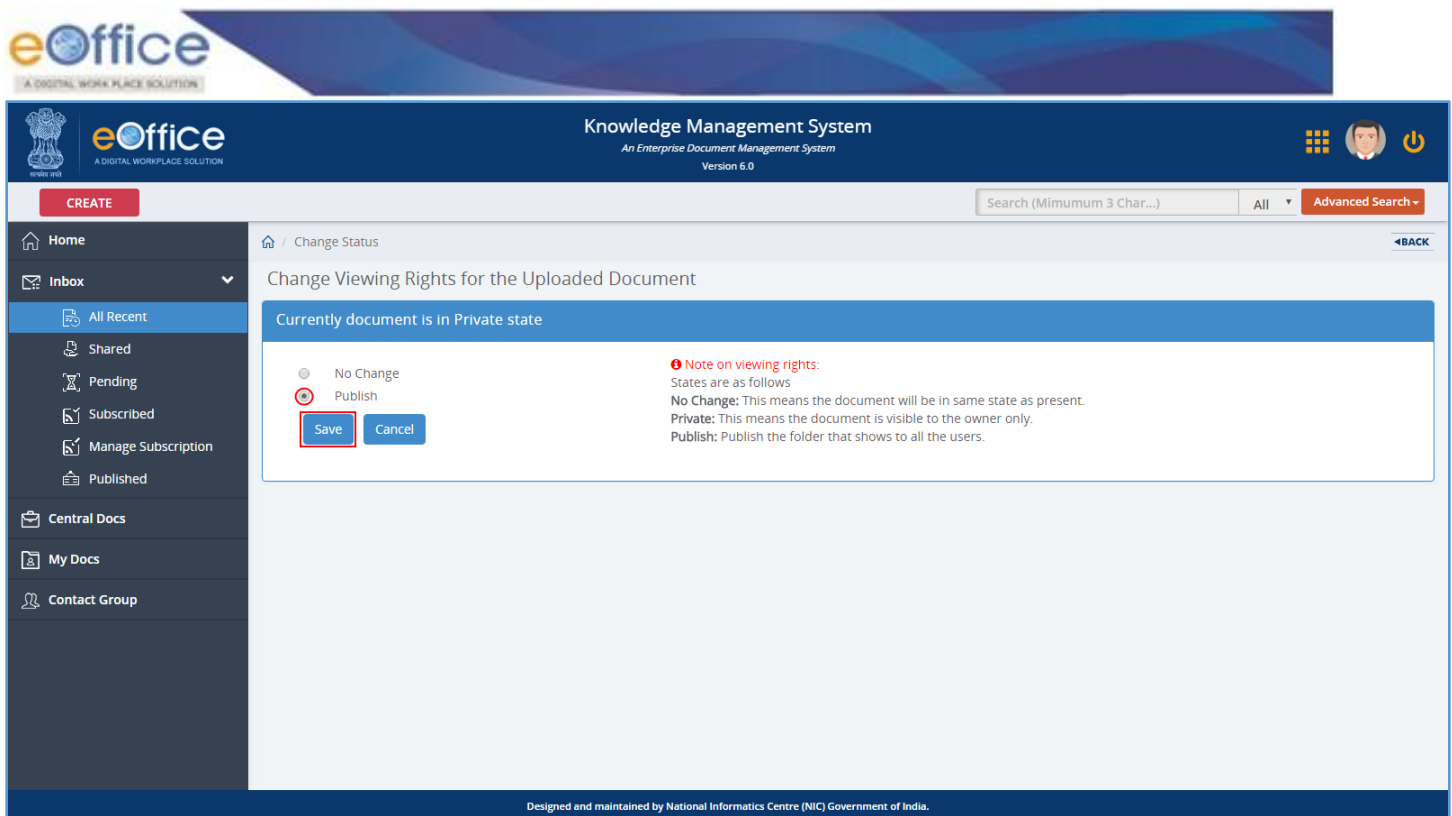 eOffice
A DIGITAL WORK PLACE SOLUTION
सत्यमेव जयते
eOffice
A DIGITAL WORKPLACE SOLUTION
Knowledge Management System
An Enterprise Document Management System
Version 6.0
CREATE
Search (Mimumum 3 Char...)
All
Advanced Search
Home
Change Status
BACK
Inbox
Change Viewing Rights for the Uploaded Document
All Recent
Currently document is in Private state
Shared
Pending
Subscribed
Manage Subscription
Published
Central Docs
My Docs
Contact Group
No Change
Publish
Save Cancel
Note on viewing rights:
States are as follows
No Change: This means the document will be in same state as present.
Private: This means the document is visible to the owner only.
Publish: Publish the folder that shows to all the users.
Designed and maintained by National Informatics Centre (NIC) Government of India.